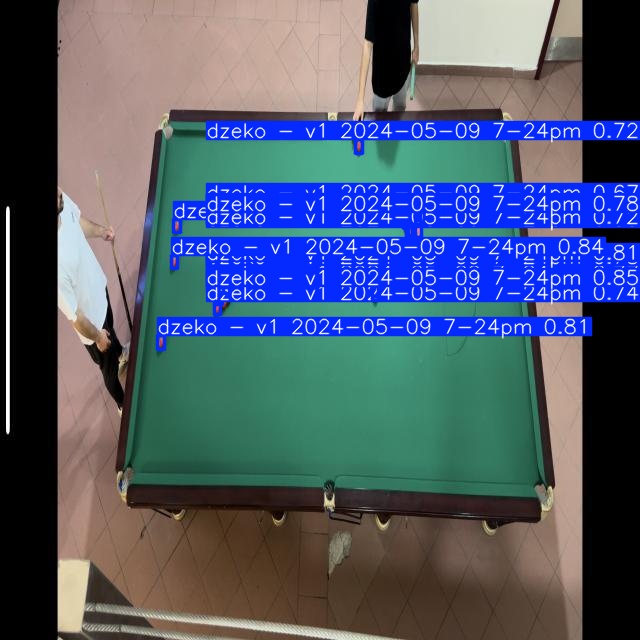 dzeko - v1 2024-05-09 7-24pm 0.72
dzeko - v1 2024-05-09 7-24pm 0.67
dze
dzeko - v1 2024-05-09 7-24pm 0.78
dzeko - v1 2024-05-09 7-24pm 0.72
dzeko - v1 2024-05-09 7-24pm 0.84
.81
dzeko - v1 2024-05-09 7-24pm 0.85
dzeko - v1 2024-05-09 7-24pm 0.74
dzeko - v1 2024-05-09 7-24pm 0.81